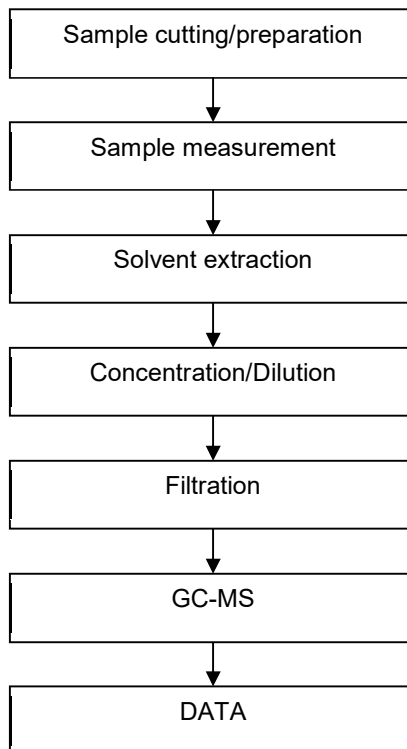 Sample cutting/preparation
Sample measurement
Solvent extraction
Concentration/Dilution
Filtration
GC-MS
DATA